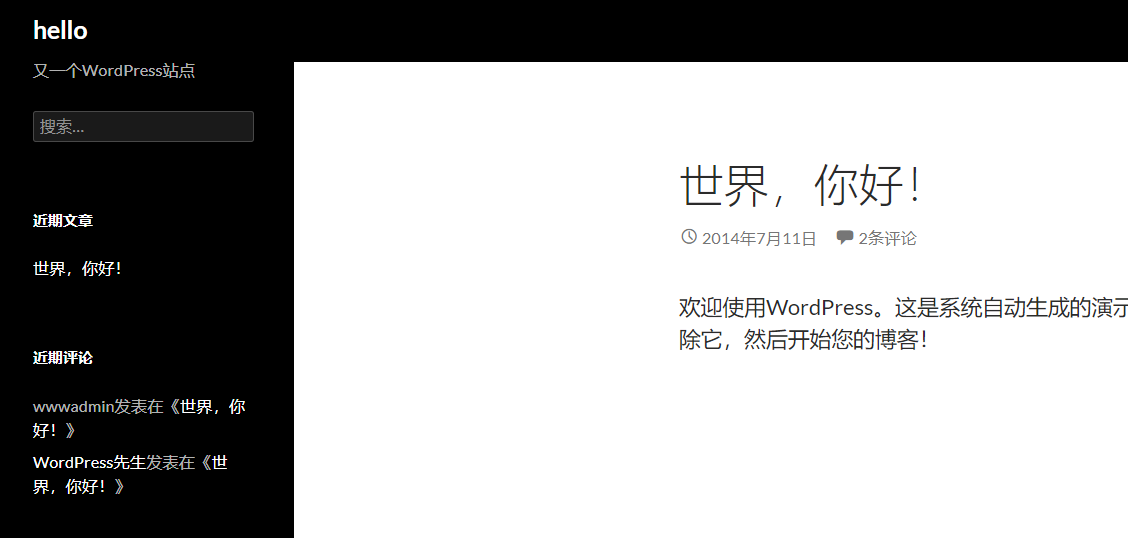 hello
又一个WordPress站点
搜索...
近期文章
世界，你好！
近期评论
wwwadmin发表在《世界，你
好！》
WordPress先生发表在《世
界，你好！》
世界，你好！
2014年7月11日 2条评论
欢迎使用WordPress。这是系统自动生成的演示
除它，然后开始您的博客！